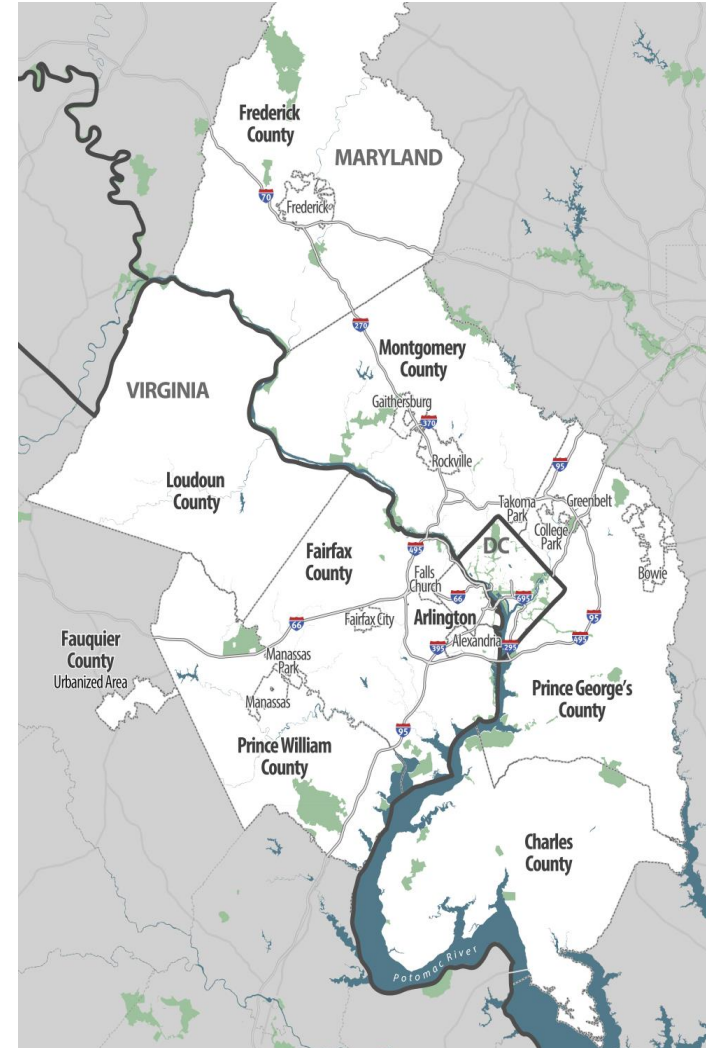 Frederick
County
MARYLAND
70
Frederick
270
Montgomery
County
VIRGINIA
Gaithersburg
370
Rockville
95
Loudoun
County
Takoma
Park
Greenbelt
College
Park
DC
495
Fairfax
County
Falls
Church
66
695
Bowie
Arlington
66
Fairfax City
95
495
Alexandria
395
295
Fauquier
County
Urbanized Area
Manassas
Park
Manassas
Prince George's
County
95
Prince William
County
Charles
County
Potomac River